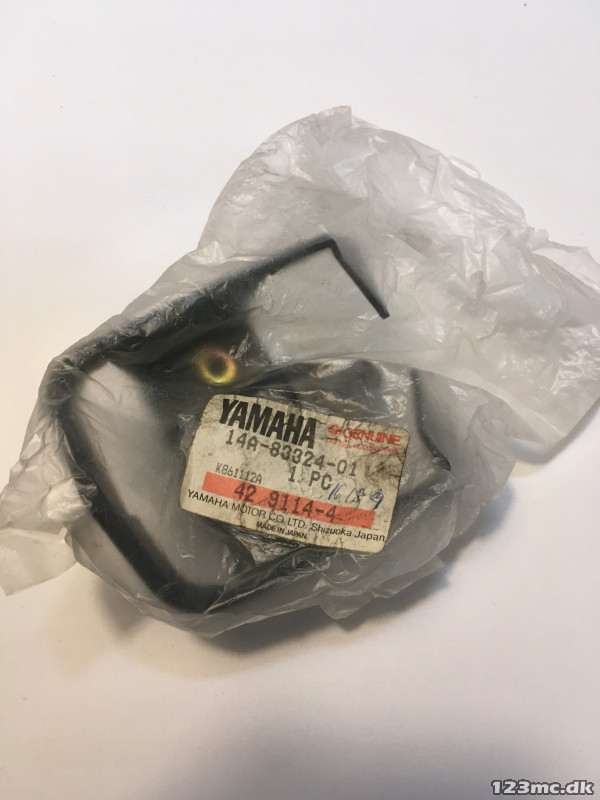 YAMAHA GENUINE
14A-83324-01
1 PC
K861112A
42 9114-4
YAMAHA MOTOR CO., LTD. Shizuoka Japan
MADE IN JAPAN
123mc.dk